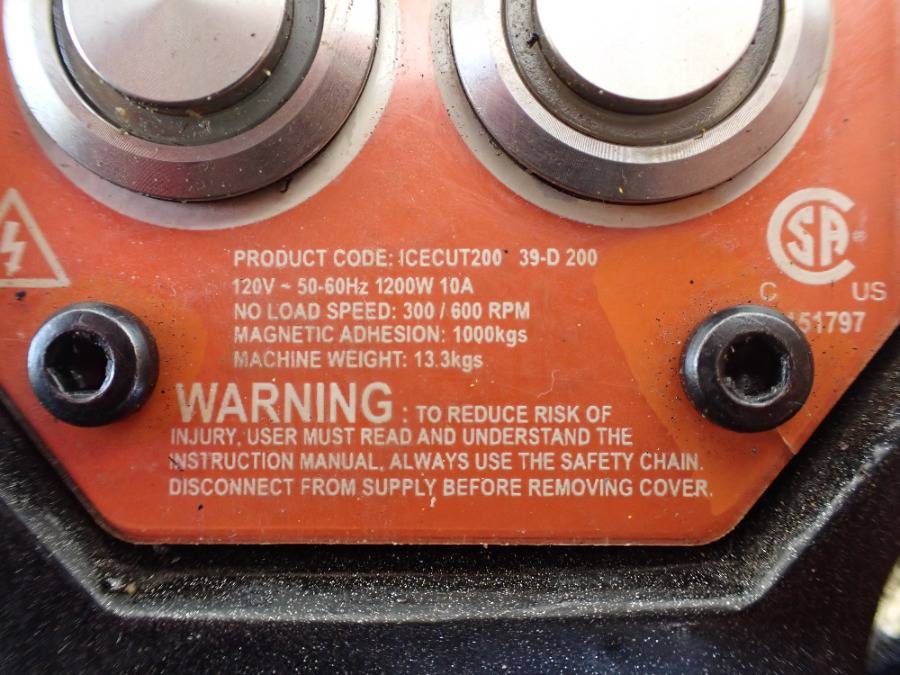 PRODUCT CODE: ICECUT200 39-D 200
120V ~ 50-60Hz 1200W 10A
NO LOAD SPEED: 300 / 600 RPM
MAGNETIC ADHESION: 1000kgs
MACHINE WEIGHT: 13.3kgs
WARNING : TO REDUCE RISK OF
INJURY, USER MUST READ AND UNDERSTAND THE
INSTRUCTION MANUAL, ALWAYS USE THE SAFETY CHAIN.
DISCONNECT FROM SUPPLY BEFORE REMOVING COVER.
CSA ®
C US